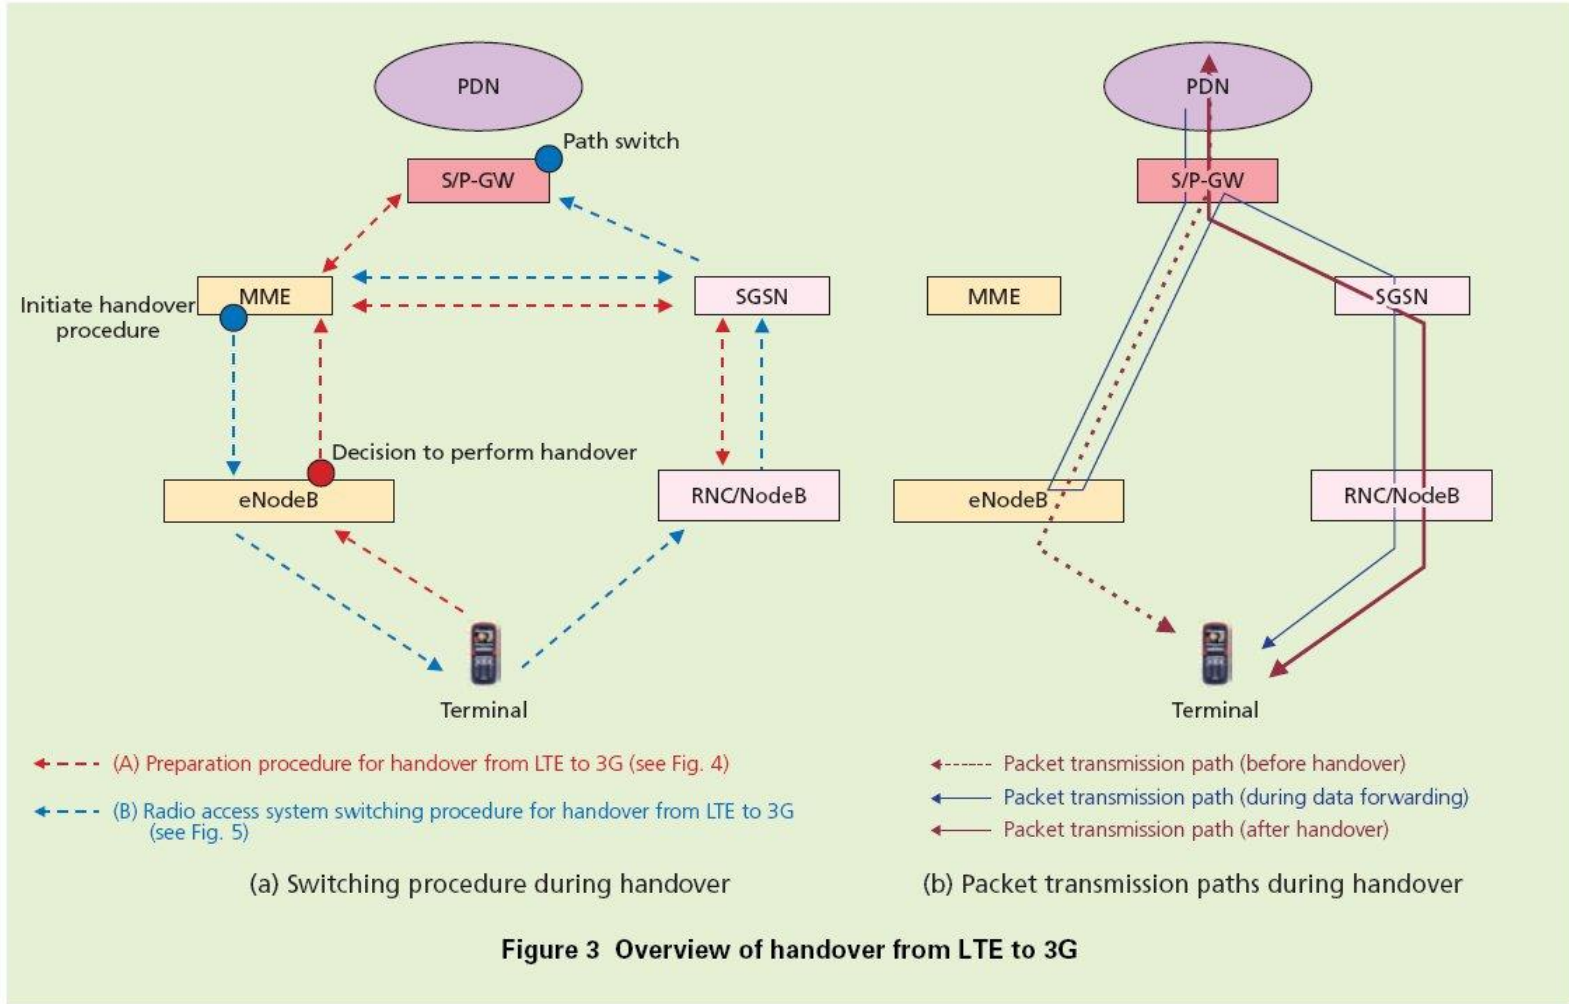 PDN
Path switch
S/P-GW
MME
SGSN
Initiate handover
procedure
Decision to perform handover
eNodeB
RNC/NodeB
Terminal
(A) Preparation procedure for handover from LTE to 3G (see Fig. 4)
(B) Radio access system switching procedure for handover from LTE to 3G
(see Fig. 5)
(a) Switching procedure during handover
PDN
S/P-GW
MME
SGSN
eNodeB
RNC/NodeB
Terminal
Packet transmission path (before handover)
Packet transmission path (during data forwarding)
Packet transmission path (after handover)
(b) Packet transmission paths during handover
Figure 3 Overview of handover from LTE to 3G